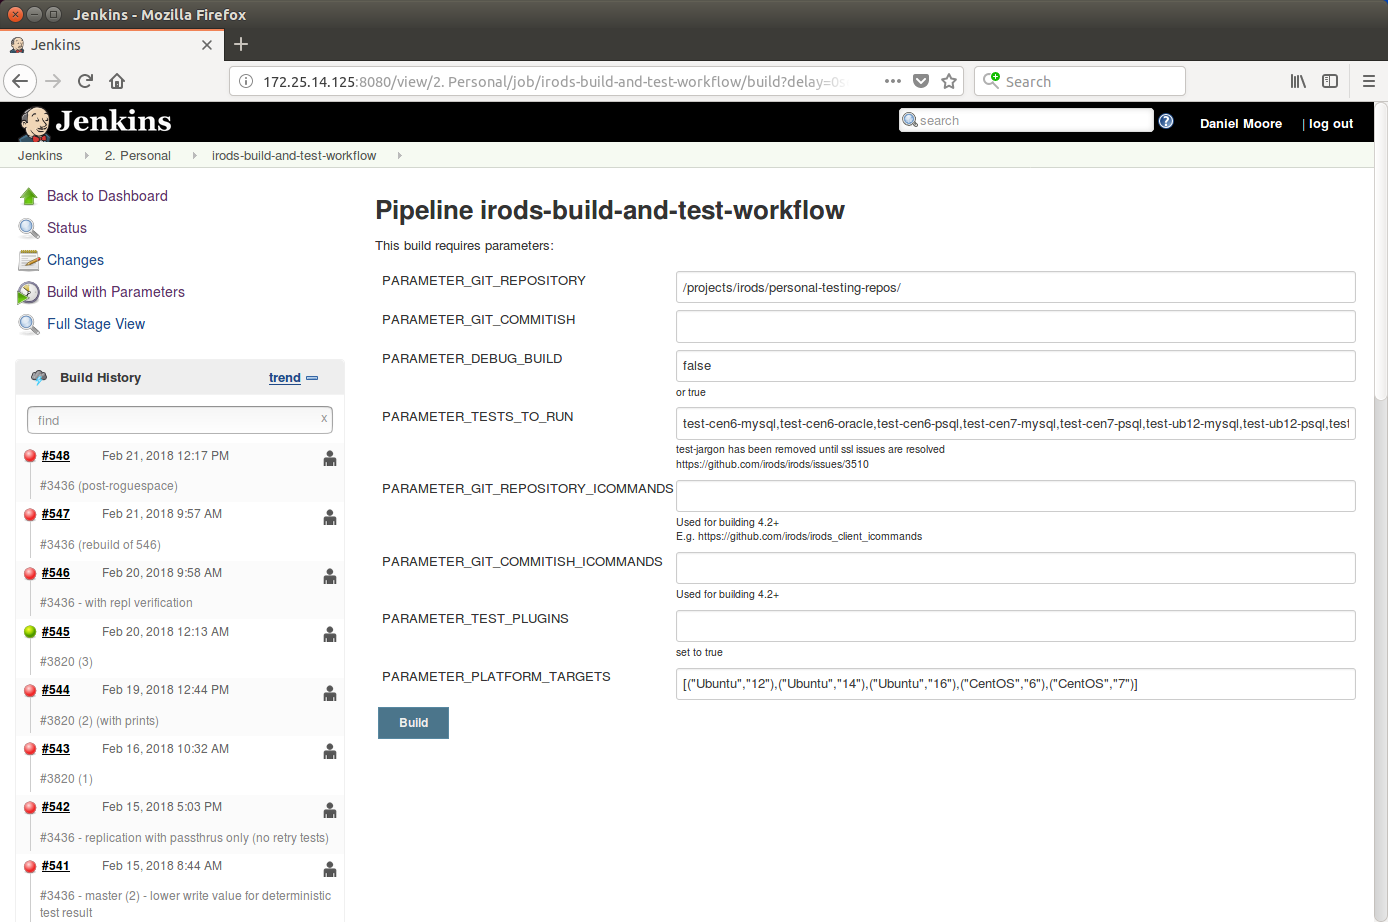 Jenkins - Mozilla Firefox
Jenkins
172.25.14.125:8080/view/2. Personal/job/irods-build-and-test-workflow/build?delay=0s
Search
Jenkins
search
Daniel Moore
| log out
Jenkins
2. Personal
irods-build-and-test-workflow
Back to Dashboard
Status
Changes
Build with Parameters
Full Stage View
Build History
trend
find
x
#548
Feb 21, 2018 12:17 PM
#3436 (post-roguespace)
#547
Feb 21, 2018 9:57 AM
#3436 (rebuild of 546)
#546
Feb 20, 2018 9:58 AM
#3436 - with repl verification
#545
Feb 20, 2018 12:13 AM
#3820 (3)
#544
Feb 19, 2018 12:44 PM
#3820 (2) (with prints)
#543
Feb 16, 2018 10:32 AM
#3820 (1)
#542
Feb 15, 2018 5:03 PM
#3436 - replication with passthrus only (no retry tests)
#541
Feb 15, 2018 8:44 AM
#3436 - master (2) - lower write value for deterministic
test result
Pipeline irods-build-and-test-workflow
This build requires parameters:
PARAMETER_GIT_REPOSITORY
/projects/irods/personal-testing-repos/
PARAMETER_GIT_COMMITISH
PARAMETER_DEBUG_BUILD
false
or true
PARAMETER_TESTS_TO_RUN
test-cen6-mysql,test-cen6-oracle,test-cen6-psql,test-cen7-mysql,test-cen7-psql,test-ub12-mysql,test-ub12-psql,test
test-jargon has been removed until ssl issues are resolved
https://github.com/irods/irods/issues/3510
PARAMETER_GIT_REPOSITORY_ICOMMANDS
Used for building 4.2+
E.g. https://github.com/irods/irods_client_icommands
PARAMETER_GIT_COMMITISH_ICOMMANDS
Used for building 4.2+
PARAMETER_TEST_PLUGINS
set to true
PARAMETER_PLATFORM_TARGETS
[("Ubuntu","12"),("Ubuntu","14"),("Ubuntu","16"),("CentOS","6"),("CentOS","7")]
Build